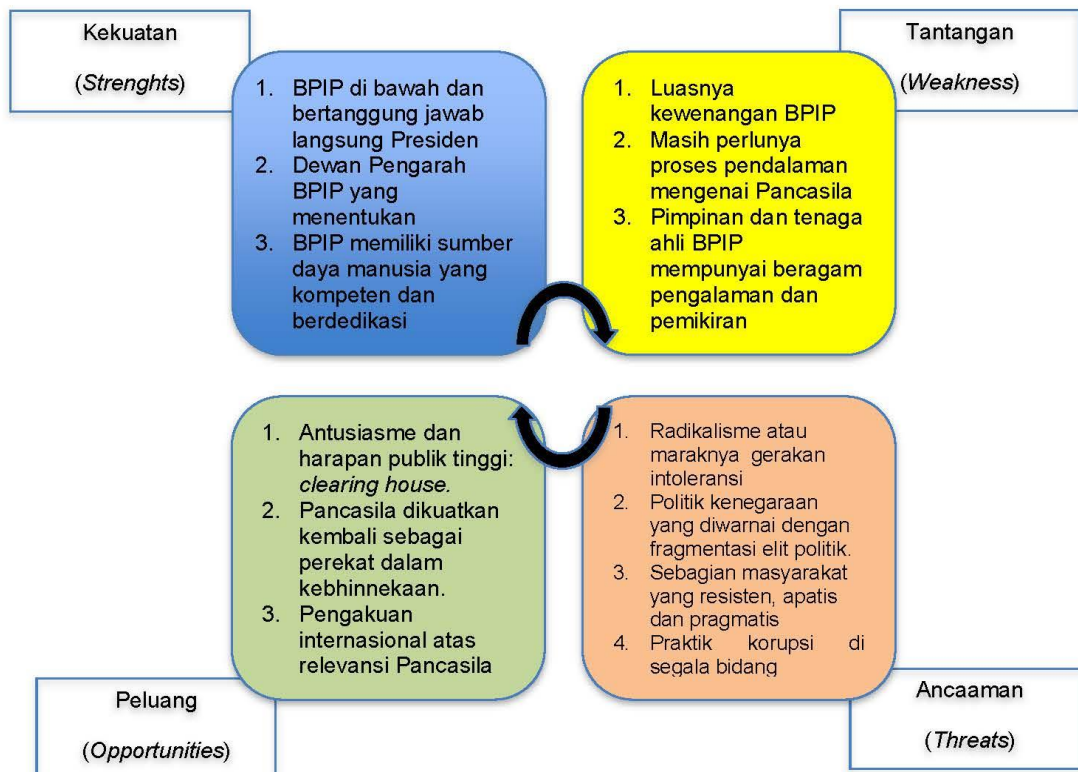 Kekuatan
(Strenghts)
1. BPIP di bawah dan
bertanggung jawab
langsung Presiden
2. Dewan Pengarah
BPIP yang
menentukan
3. BPIP memiliki sumber
daya manusia yang
kompeten dan
berdedikasi
Tantangan
(Weakness)
1. Luasnya
kewenangan BPIP
2. Masih perlunya
proses pendalaman
mengenai Pancasila
3. Pimpinan dan tenaga
ahli BPIP
mempunyai beragam
pengalaman dan
pemikiran
1. Antusiasme dan
harapan publik tinggi:
clearing house.
2. Pancasila dikuatkan
kembali sebagai
perekat dalam
kebhinnekaan.
3. Pengakuan
internasional atas
relevansi Pancasila
Peluang
(Opportunities)
1. Radikalisme atau
maraknya gerakan
intoleransi
2. Politik kenegaraan
yang diwarnai dengan
fragmentasi elit politik.
3. Sebagian masyarakat
yang resisten, apatis
dan pragmatis
4. Praktik korupsi di
segala bidang
Ancaaman
(Threats)